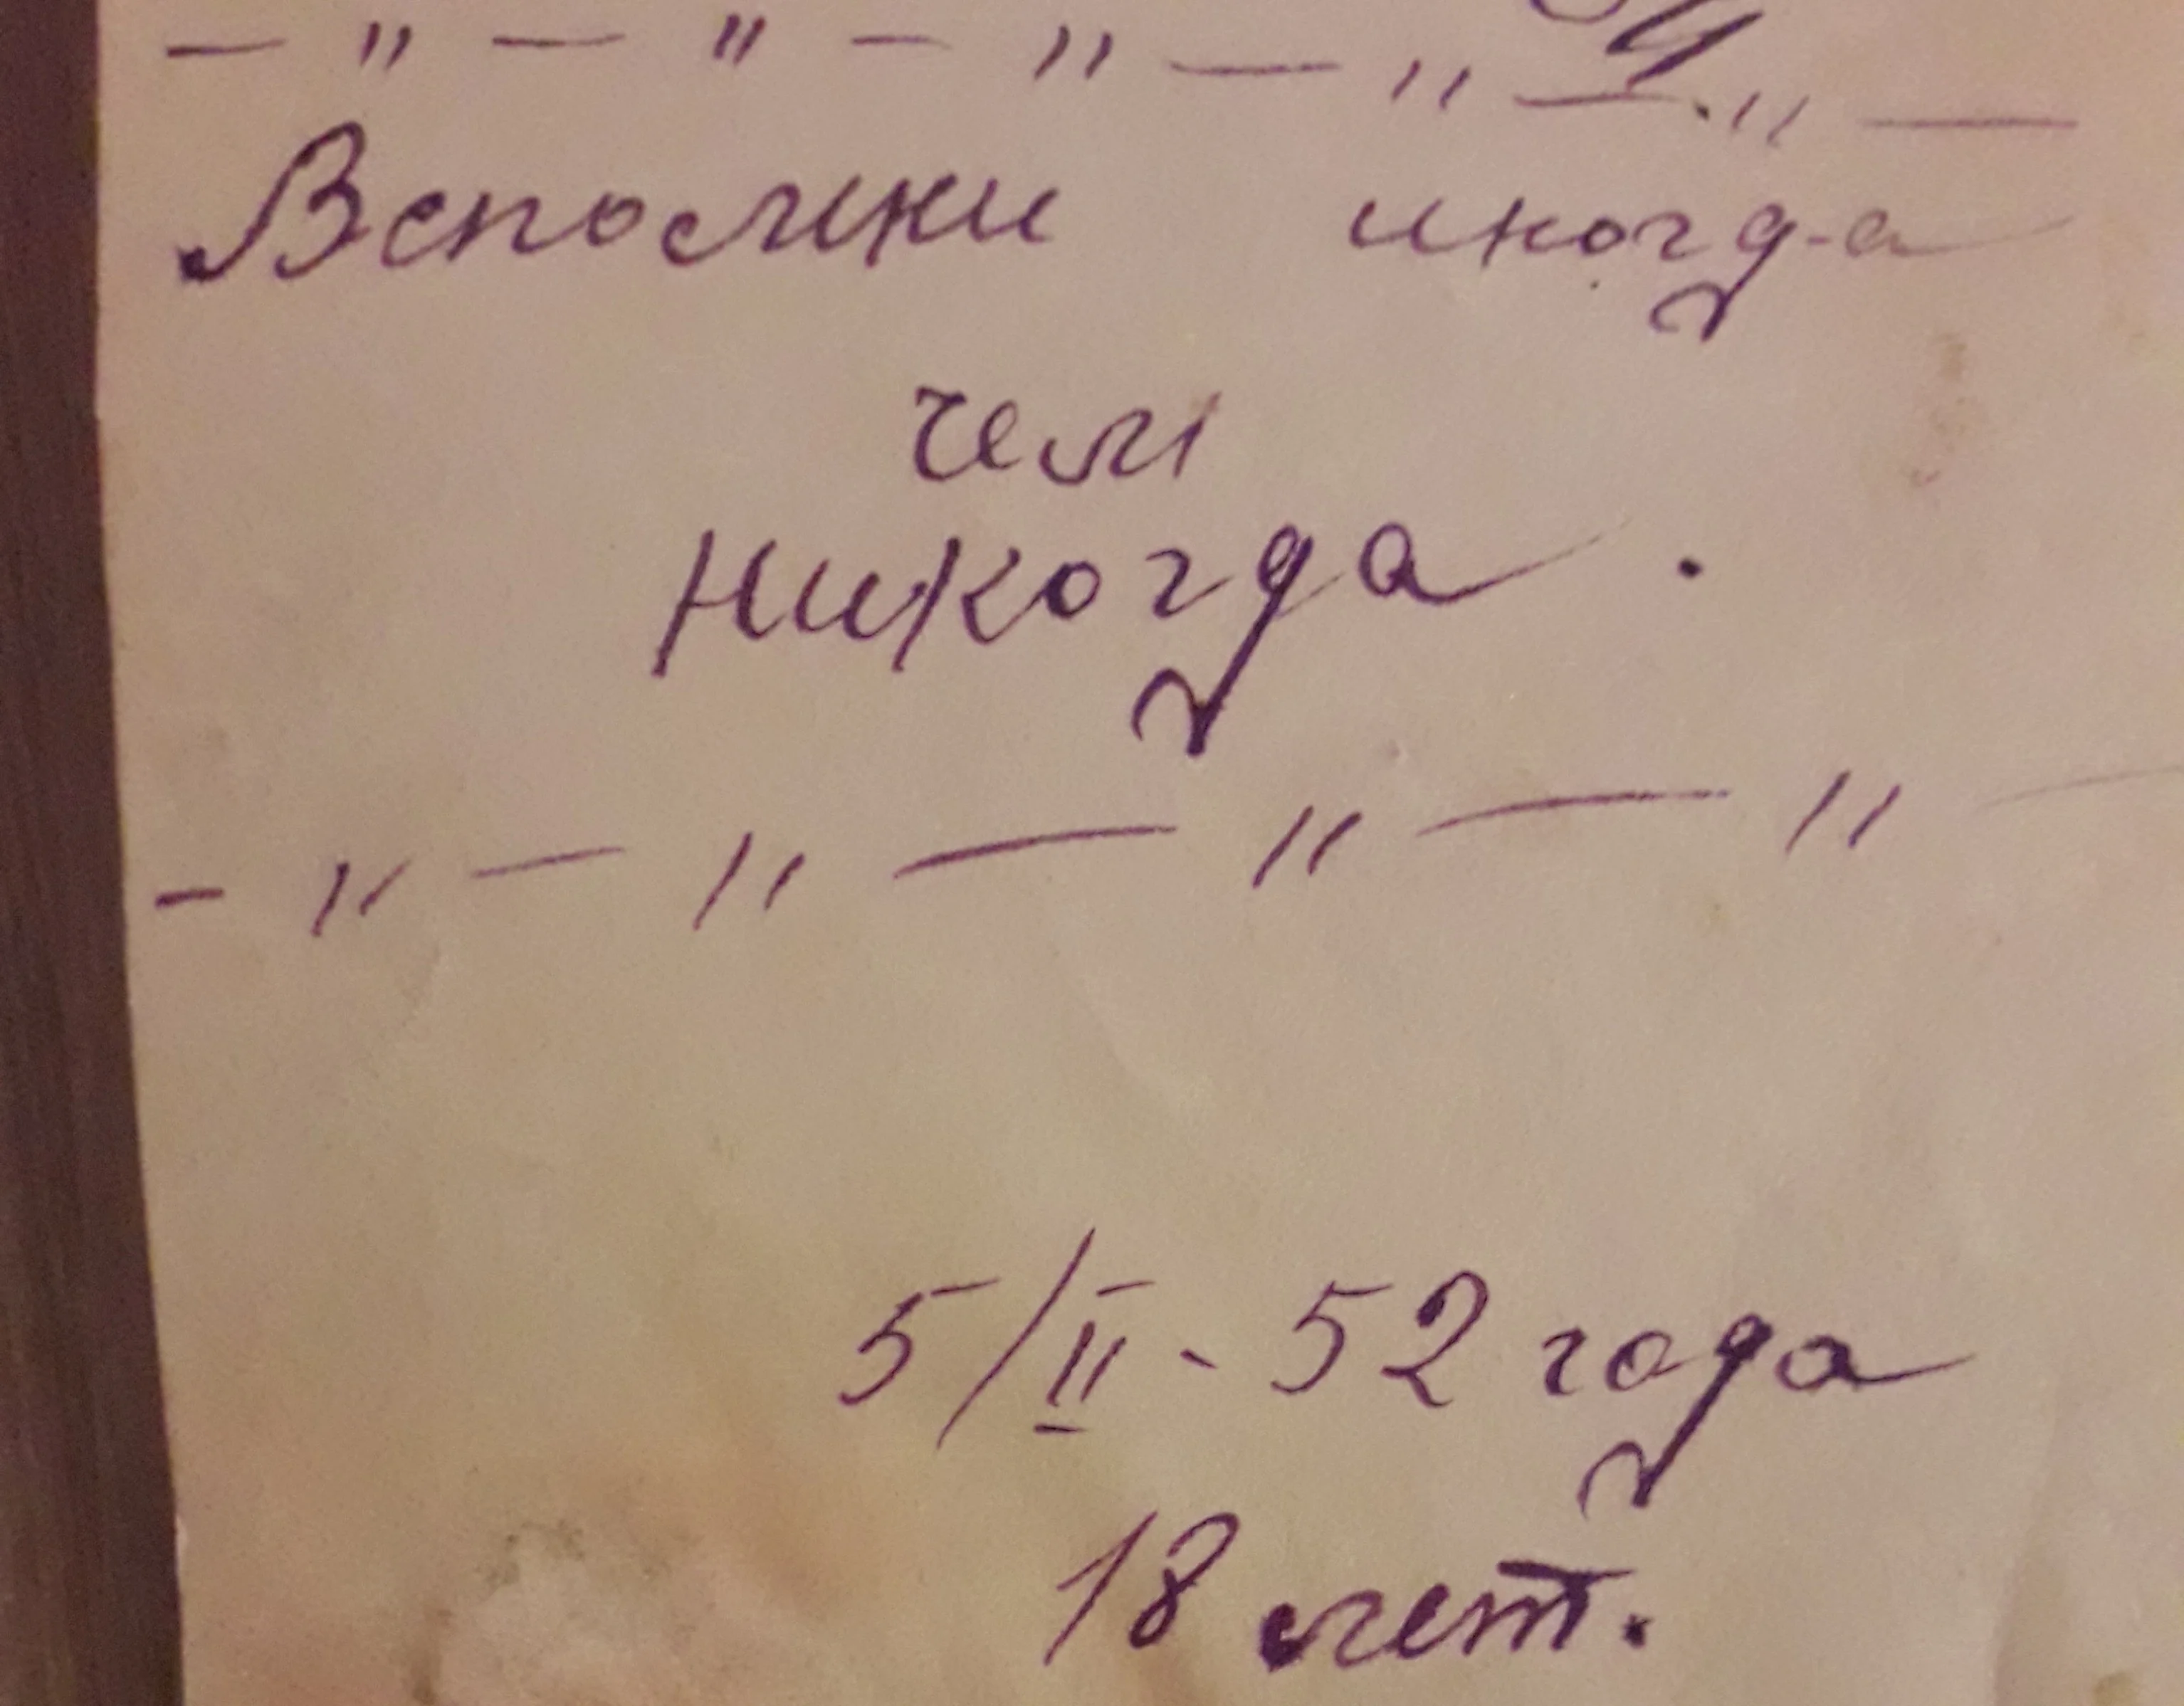 — " — " — " — " — " —
Вспомни иногда
чем
никогда.
- " — " — " — " —
5/II - 52 года
18 лет.